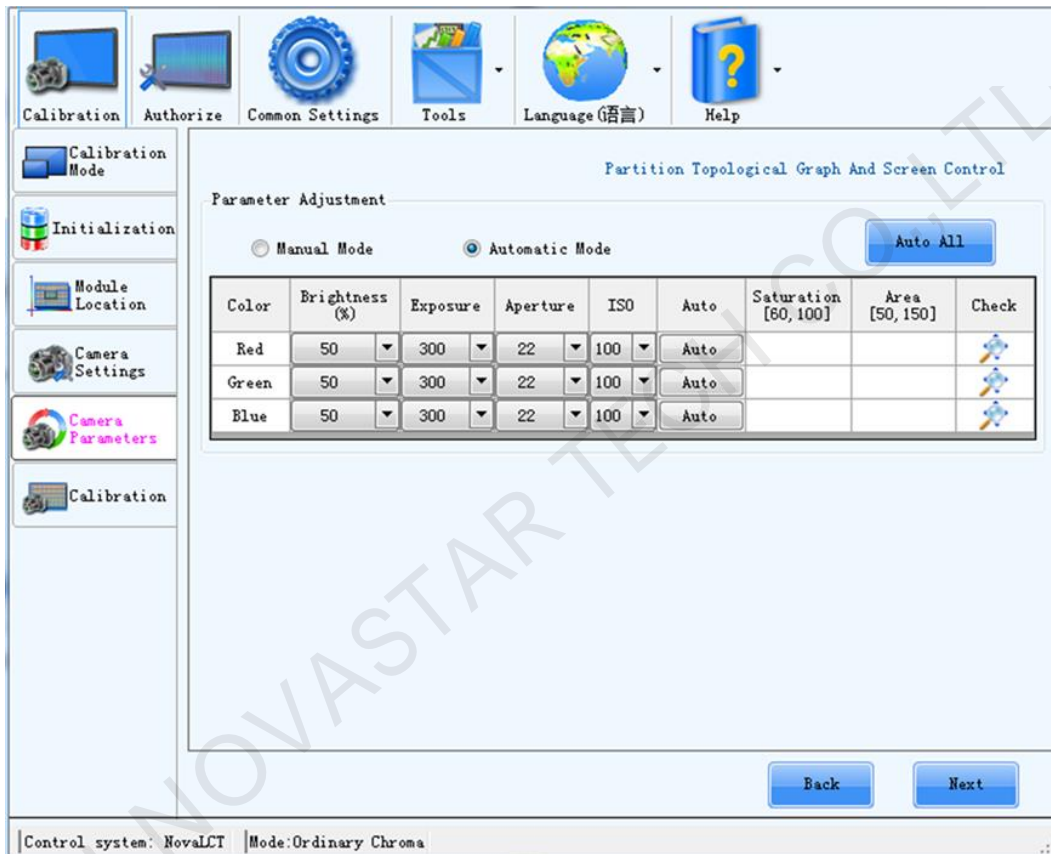 Calibration Authorize Common Settings Tools Language(语言) Help
Calibration
Mode
Initialization
Module
Location
Camera
Settings
Camera
Parameters
Calibration
Partition Topological Graph And Screen Control
Parameter Adjustment
Manual Mode Automatic Mode Auto All
Color Brightness (%) Exposure Aperture ISO Auto Saturation [60, 100] Area [50, 150] Check
Red 50 300 22 100 Auto
Green 50 300 22 100 Auto
Blue 50 300 22 100 Auto
Back Next
Control system: NovaLCT Mode:Ordinary Chroma
NOVASTAR TECH CO.,LTD